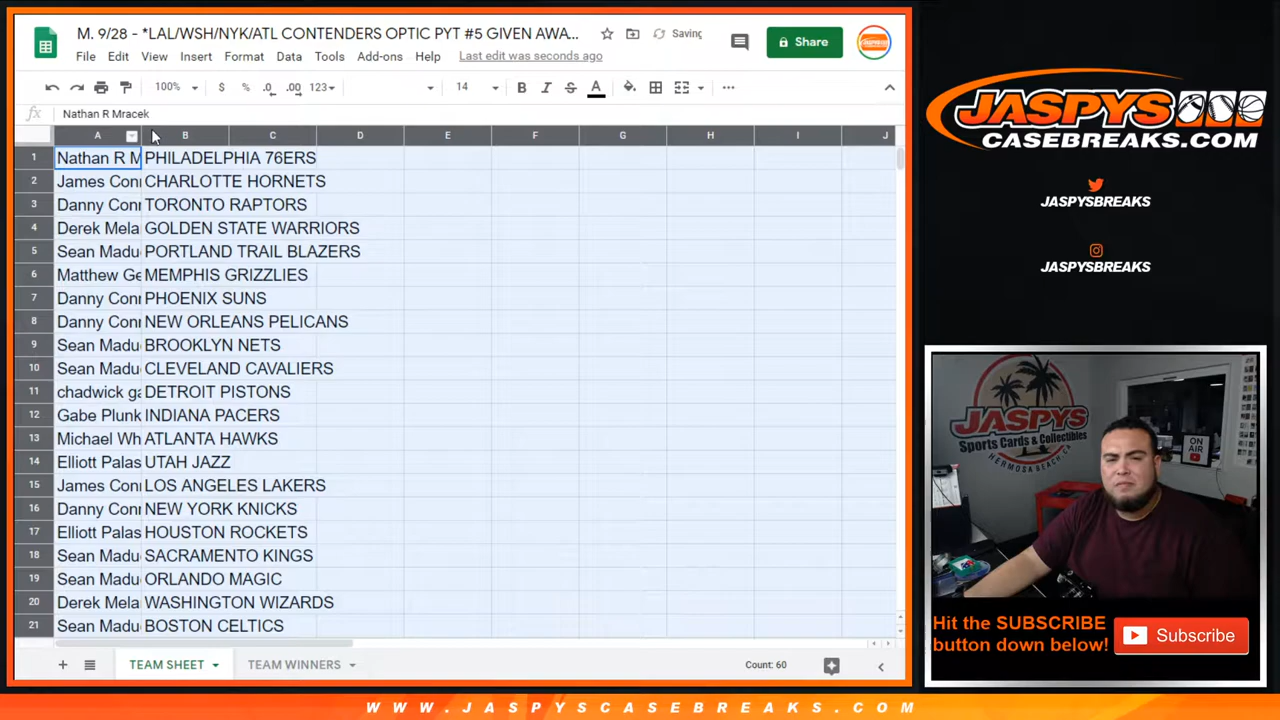 M. 9/28 - *LAL/WSH/NYK/ATL CONTENDERS OPTIC PYT #5 GIVEN AWA...
Saving
Share
File Edit View Insert Format Data Tools Add-ons Help Last edit was seconds ago
100% $ % .0 .00 123 14 B I S A
fx Nathan R Mracek
A B C D E F G H I J
1 Nathan R M PHILADELPHIA 76ERS
2 James Con CHARLOTTE HORNETS
3 Danny Con TORONTO RAPTORS
4 Derek Mela GOLDEN STATE WARRIORS
5 Sean Madu PORTLAND TRAIL BLAZERS
6 Matthew Ge MEMPHIS GRIZZLIES
7 Danny Con PHOENIX SUNS
8 Danny Con NEW ORLEANS PELICANS
9 Sean Madu BROOKLYN NETS
10 Sean Madu CLEVELAND CAVALIERS
11 chadwick ga DETROIT PISTONS
12 Gabe Plunk INDIANA PACERS
13 Michael Wh ATLANTA HAWKS
14 Elliott Palas UTAH JAZZ
15 James Con LOS ANGELES LAKERS
16 Danny Con NEW YORK KNICKS
17 Elliott Palas HOUSTON ROCKETS
18 Sean Madu SACRAMENTO KINGS
19 Sean Madu ORLANDO MAGIC
20 Derek Mela WASHINGTON WIZARDS
21 Sean Madu BOSTON CELTICS
TEAM SHEET TEAM WINNERS Count: 60
JASPYS
CASEBREAKS.COM
JASPYSBREAKS
JASPYSBREAKS
JASPYS
Sports Cards & Collectibles
HERMOSA BEACH, CA
ON AIR
Hit the SUBSCRIBE
button down below!
Subscribe
WWW.JASPYSCASEBREAKS.COM